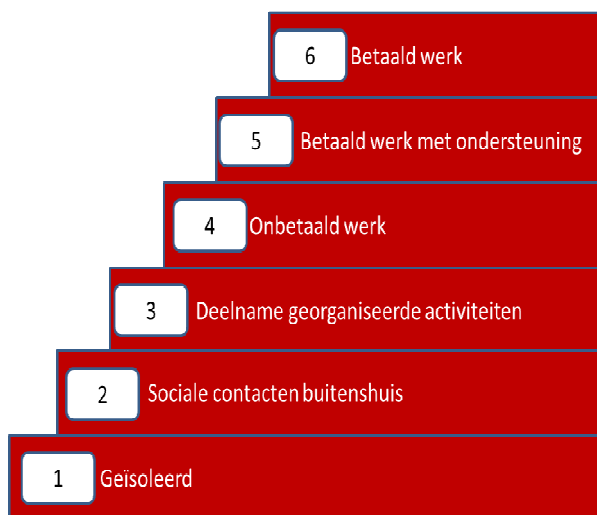 6 Betaald werk
5 Betaald werk met ondersteuning
4 Onbetaald werk
3 Deelname georganiseerde activiteiten
2 Sociale contacten buitenshuis
1 Geïsoleerd